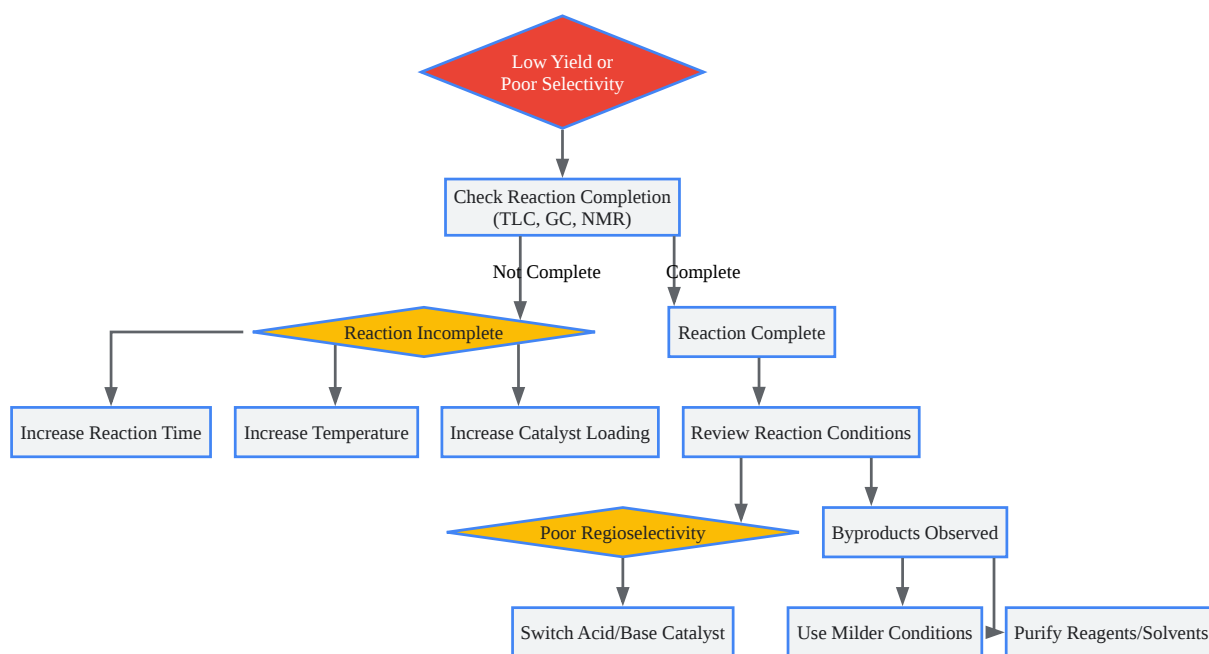 Low Yield or
Poor Selectivity
Check Reaction Completion
(TLC, GC, NMR)
Not Complete
Complete
Reaction Incomplete
Reaction Complete
Increase Reaction Time
Increase Temperature
Increase Catalyst Loading
Review Reaction Conditions
Poor Regioselectivity
Byproducts Observed
Switch Acid/Base Catalyst
Use Milder Conditions
Purify Reagents/Solvents